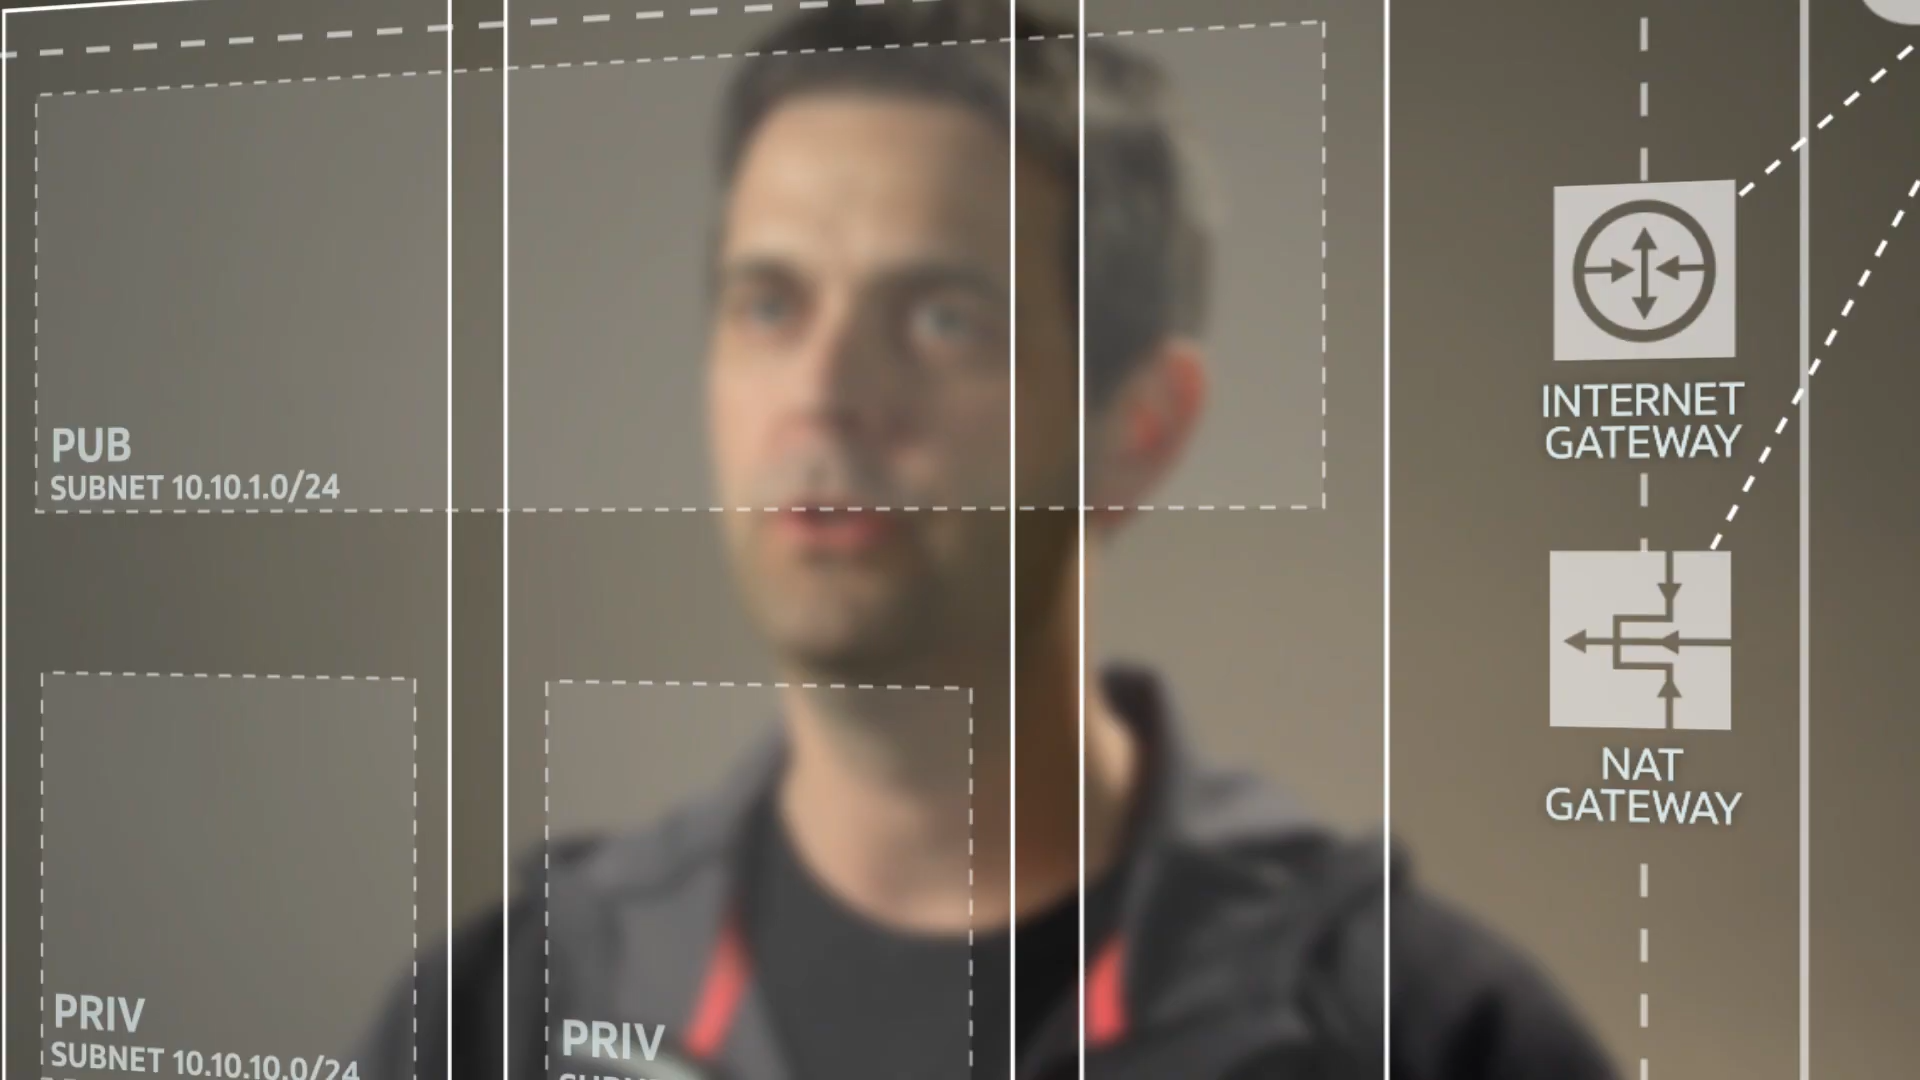 PUB
SUBNET 10.10.1.0/24
INTERNET
GATEWAY
NAT
GATEWAY
PRIV
SUBNET 10.10.10.0/24
PRIV